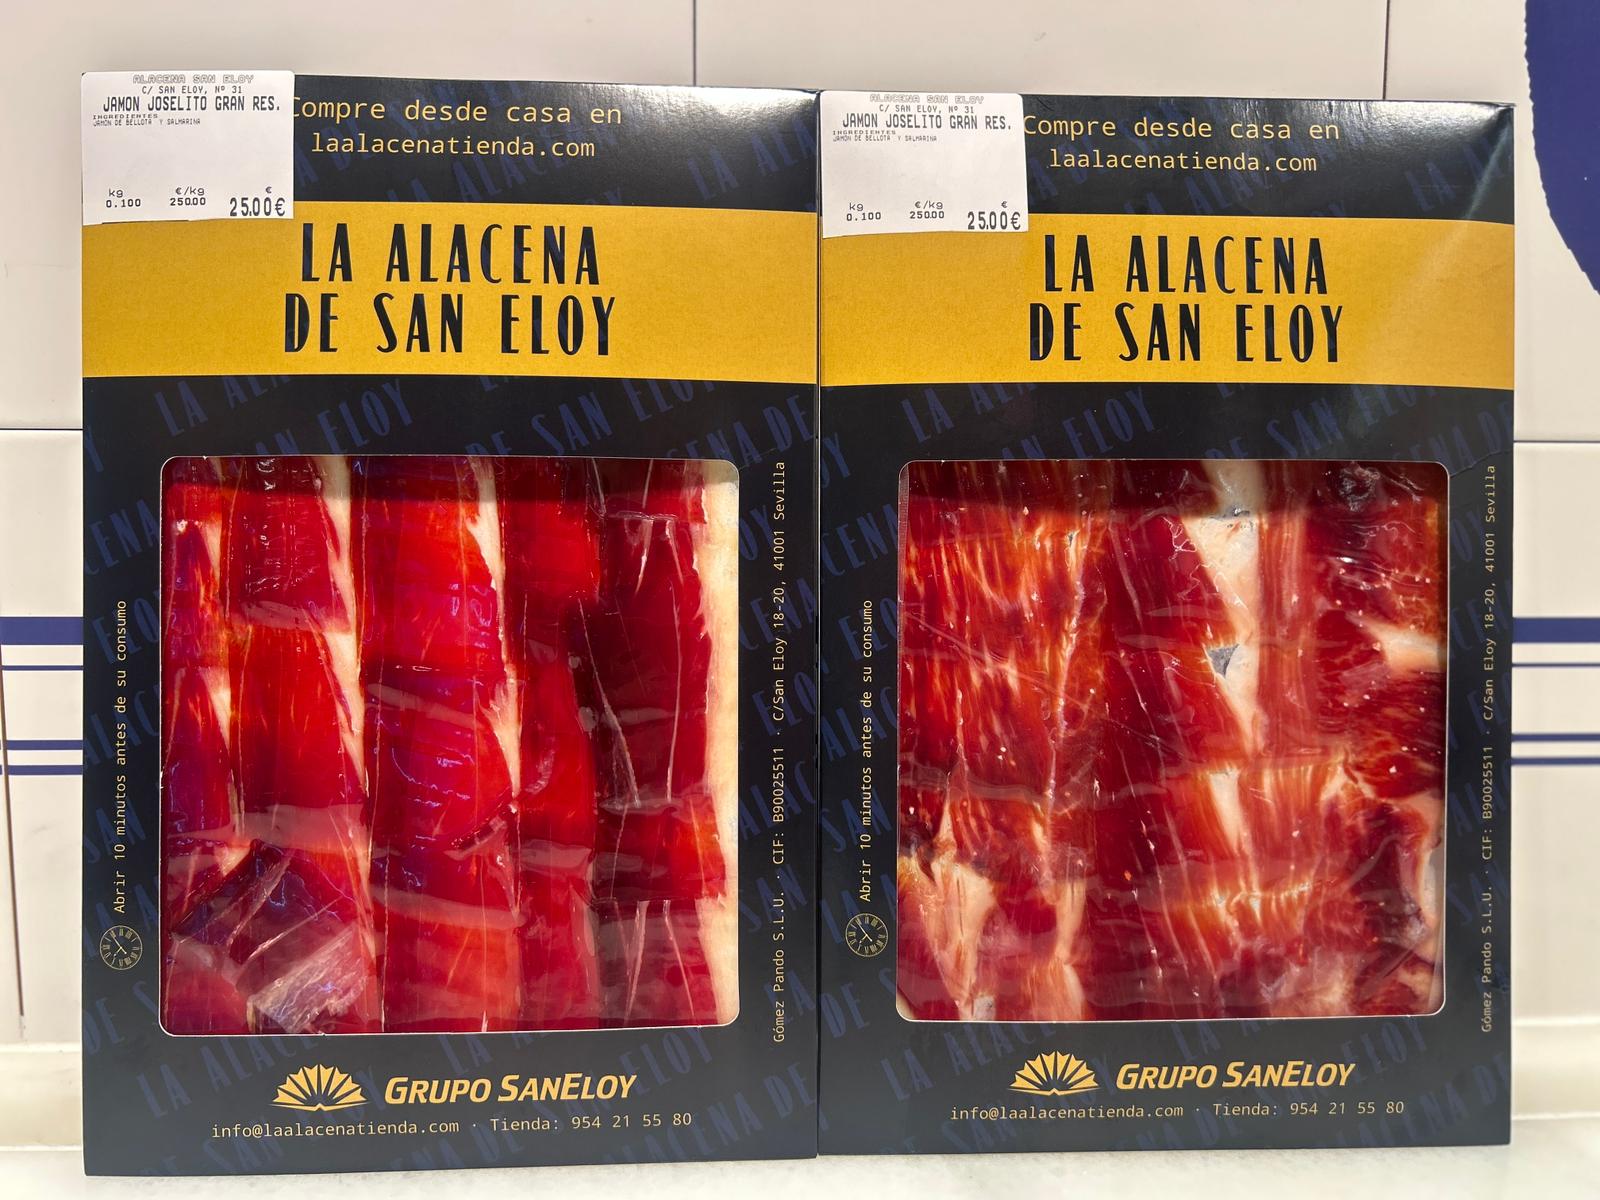 ALACENA SAN ELOY
C/ SAN ELOY, Nº 31
JAMON JOSELITO GRAN RES.
INGREDIENTES
JAMON DE BELLOTA Y SALMARINA
kg €/kg €
0.100 250.00 25.00€
Compre desde casa en
laalacenatienda.com
LA ALACENA
DE SAN ELOY
Abrir 10 minutos antes de su consumo
Gómez Pando S.L.U. · CIF: B90025511 · C/San Eloy 18-20, 41001 Sevilla
GRUPO SANELOY
info@laalacenatienda.com · Tienda: 954 21 55 80
ALACENA SAN ELOY
C/ SAN ELOY, Nº 31
JAMON JOSELITO GRAN RES.
INGREDIENTES
JAMON DE BELLOTA Y SALMARINA
kg €/kg €
0.100 250.00 25.00€
Compre desde casa en
laalacenatienda.com
LA ALACENA
DE SAN ELOY
Abrir 10 minutos antes de su consumo
Gómez Pando S.L.U. · CIF: B90025511 · C/San Eloy 18-20, 41001 Sevilla
GRUPO SANELOY
info@laalacenatienda.com · Tienda: 954 21 55 80